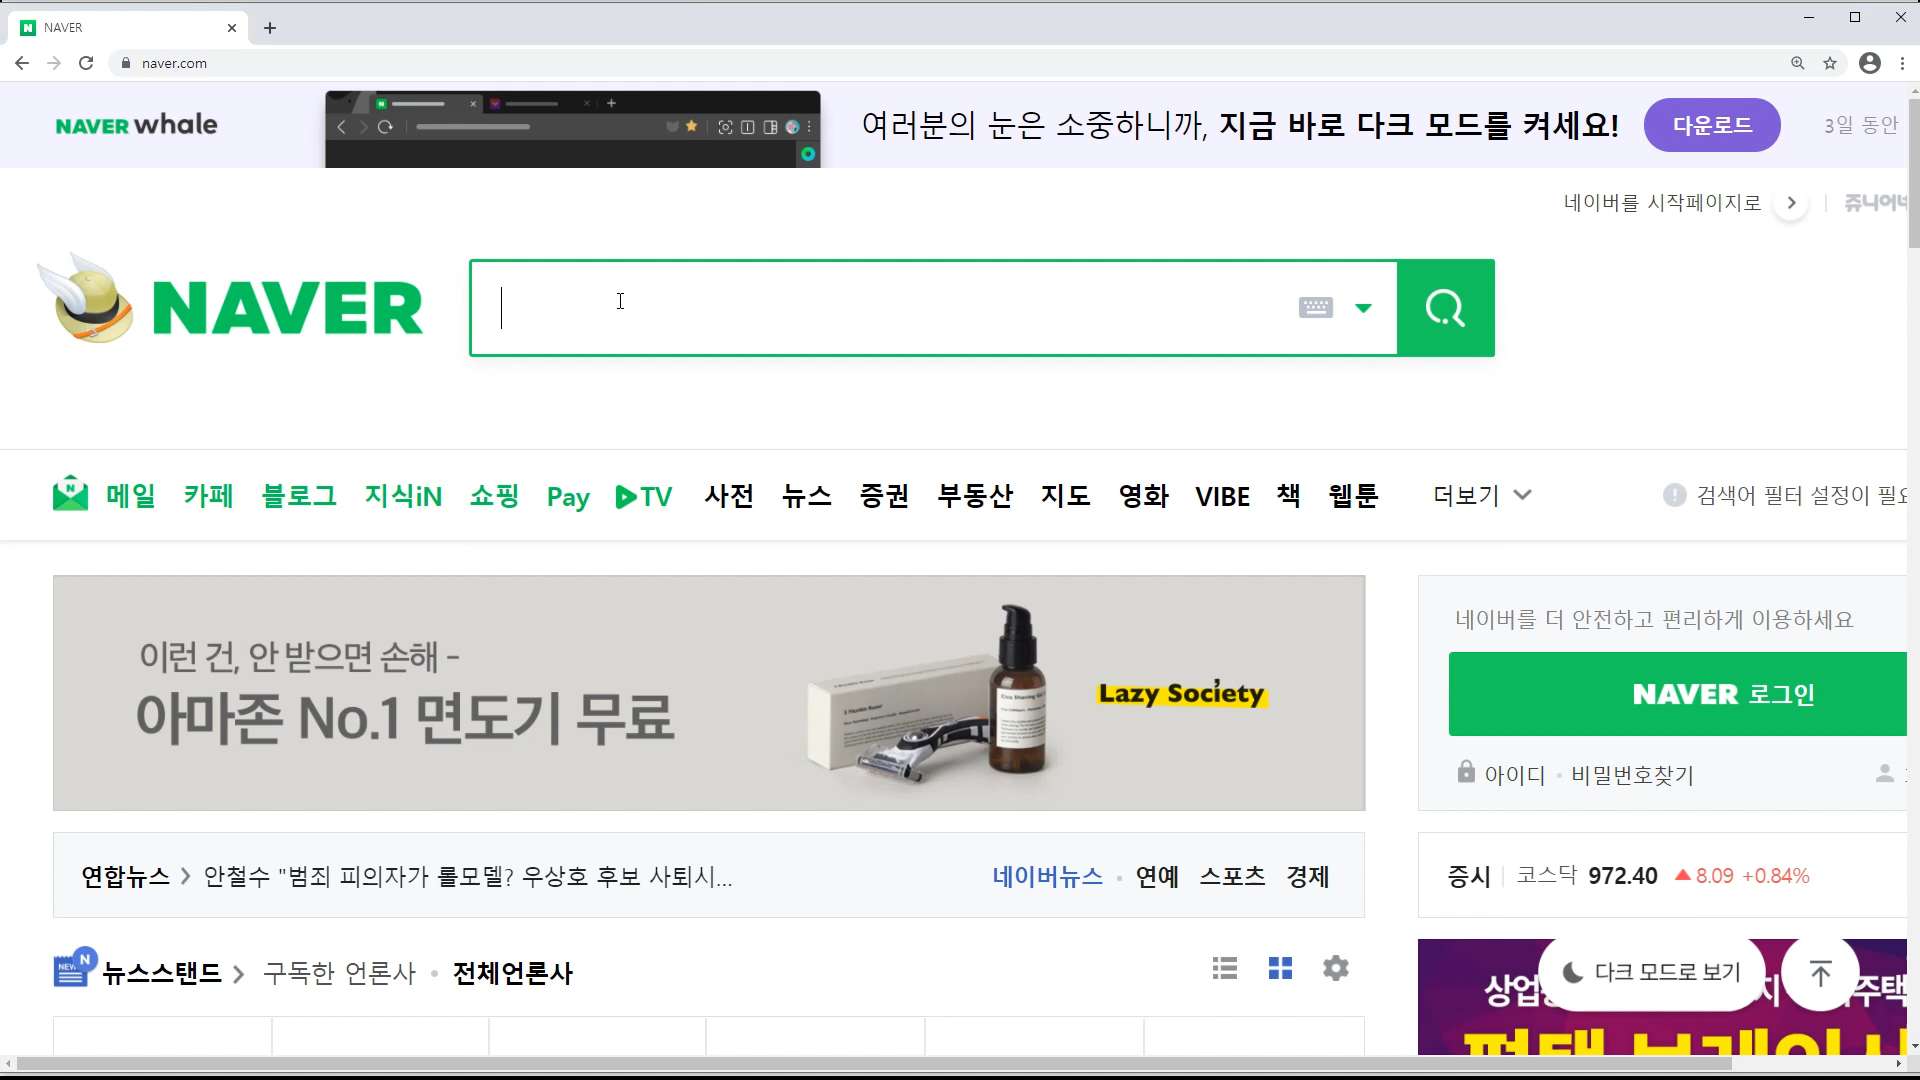 NAVER
naver.com
NAVER whale
여러분의 눈은 소중하니까, 지금 바로 다크 모드를 켜세요!
다운로드
3일 동안
네이버를 시작페이지로
쥬니어네
NAVER
메일 카페 블로그 지식iN 쇼핑 Pay TV 사전 뉴스 증권 부동산 지도 영화 VIBE 책 웹툰 더보기
검색어 필터 설정이 필요
이런 건, 안 받으면 손해 –
아마존 No.1 면도기 무료
Lazy Society
네이버를 더 안전하고 편리하게 이용하세요
NAVER 로그인
아이디 · 비밀번호찾기
연합뉴스 > 안철수 "범죄 피의자가 롤모델? 우상호 후보 사퇴시...
네이버뉴스 · 연예 스포츠 경제
증시 코스닥 972.40 ▲ 8.09 +0.84%
NEWS N 뉴스스탠드 > 구독한 언론사 · 전체언론사
다크 모드로 보기